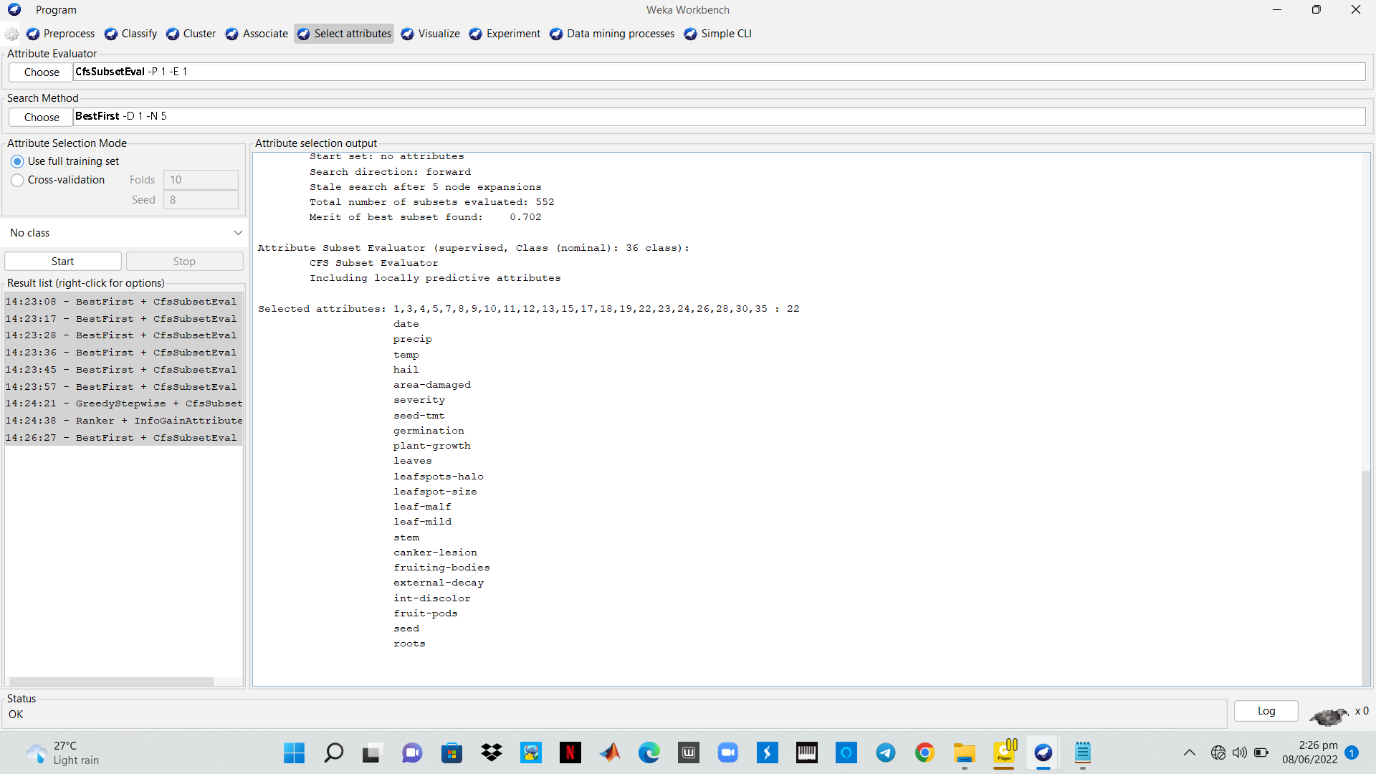 Program
Weka Workbench
Preprocess Classify Cluster Associate Select attributes Visualize Experiment Data mining processes Simple CLI
Attribute Evaluator
Choose CfsSubsetEval -P 1 -E 1
Search Method
Choose BestFirst -D 1 -N 5
Attribute Selection Mode
Use full training set
Cross-validation Folds 10
Seed 8
No class
Start Stop
Result list (right-click for options)
14:23:08 - BestFirst + CfsSubsetEval
14:23:17 - BestFirst + CfsSubsetEval
14:23:28 - BestFirst + CfsSubsetEval
14:23:36 - BestFirst + CfsSubsetEval
14:23:45 - BestFirst + CfsSubsetEval
14:23:57 - BestFirst + CfsSubsetEval
14:24:21 - GreedyStepwise + CfsSubset
14:24:38 - Ranker + InfoGainAttribute
14:26:27 - BestFirst + CfsSubsetEval
Attribute selection output
Start set: no attributes
Search direction: forward
Stale search after 5 node expansions
Total number of subsets evaluated: 552
Merit of best subset found: 0.702
Attribute Subset Evaluator (supervised, Class (nominal): 36 class):
CFS Subset Evaluator
Including locally predictive attributes
Selected attributes: 1,3,4,5,7,8,9,10,11,12,13,15,17,18,19,22,23,24,26,28,30,35 : 22
date
precip
temp
hail
area-damaged
severity
seed-tmt
germination
plant-growth
leaves
leafspots-halo
leafspot-size
leaf-malf
leaf-mild
stem
canker-lesion
fruiting-bodies
external-decay
int-discolor
fruit-pods
seed
roots
Status
OK
Log x 0
27°C
Light rain
N
W
Player
2:26 pm
08/06/2022
1